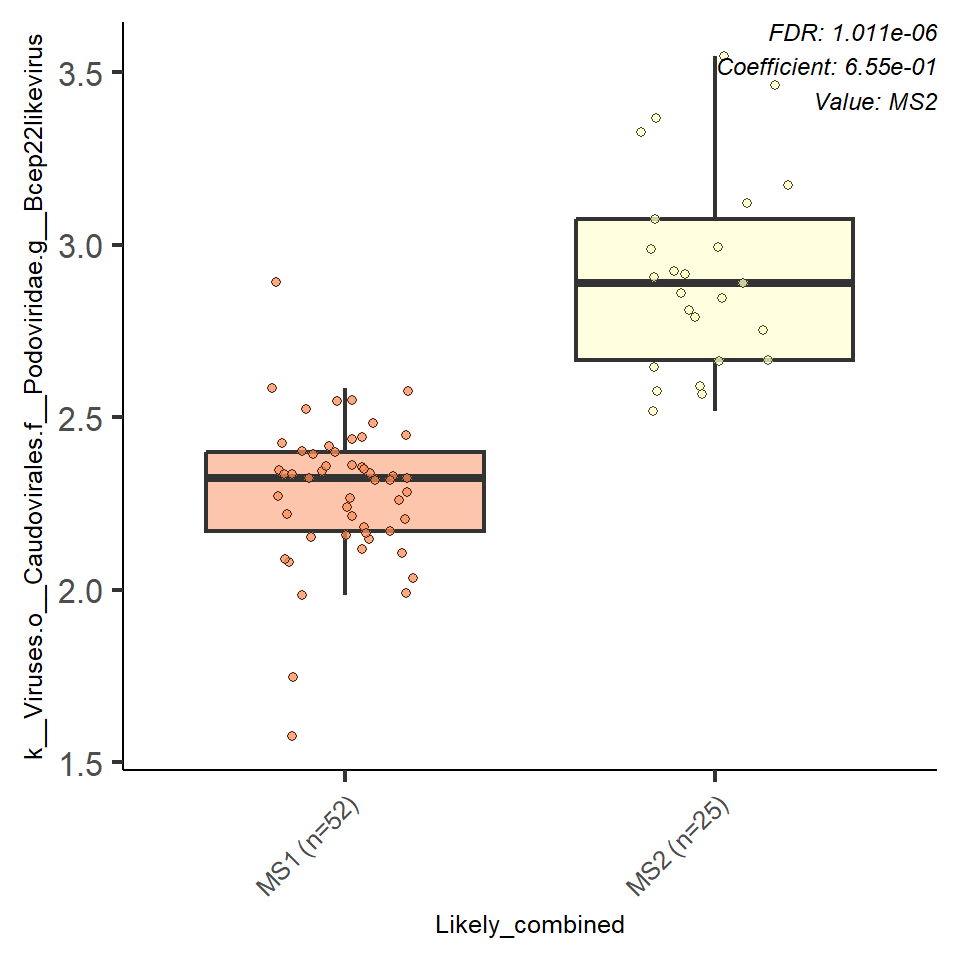 FDR: 1.011e-06
Coefficient: 6.55e-01
Value: MS2
k__Viruses.o__Caudovirales.f__Podoviridae.g__Bcep22likevirus
3.5
3.0
2.5
2.0
1.5
MS1 (n=52)
MS2 (n=25)
Likely_combined